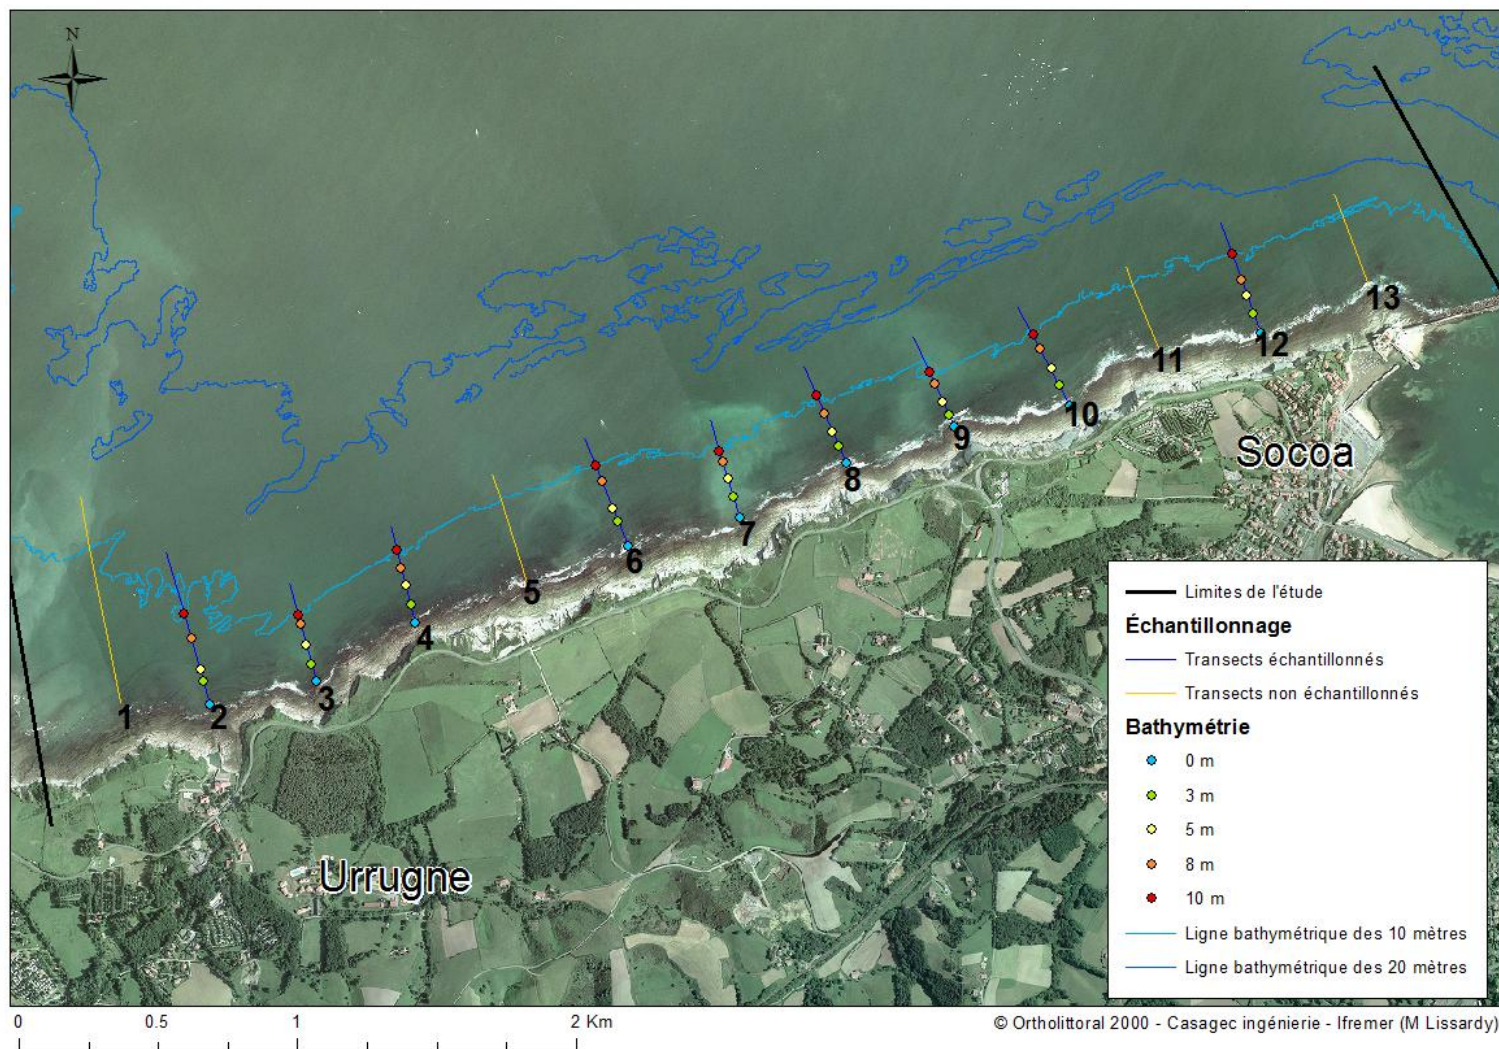 N
1
2
3
4
5
6
7
8
9
10
11
12
13
Socoa
Urrugne
Limites de l'étude
Échantillonnage
Transects échantillonnés
Transects non échantillonnés
Bathymétrie
0 m
3 m
5 m
8 m
10 m
Ligne bathymétrique des 10 mètres
Ligne bathymétrique des 20 mètres
0 0.5 1 2 Km
© Ortholittoral 2000 - Casagec ingénierie - Ifremer (M Lissardy)